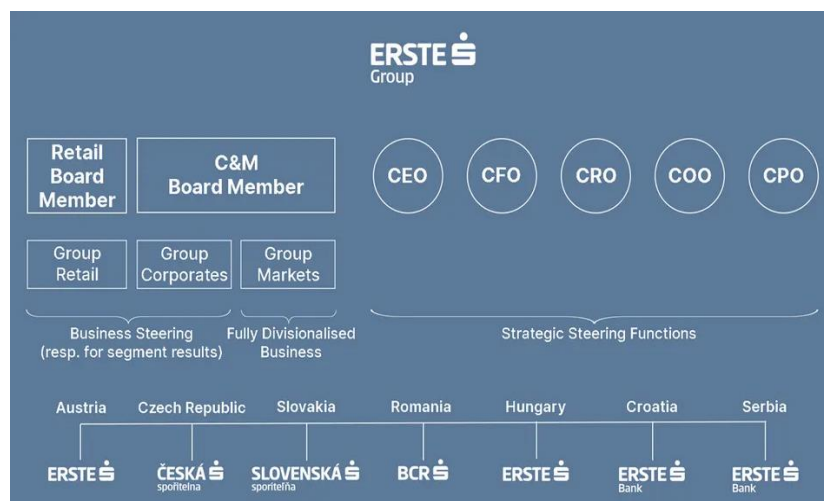 ERSTE
Group
Retail
Board
Member
C&M
Board Member
CEO
CFO
CRO
COO
CPO
Group
Retail
Group
Corporates
Group
Markets
Business Steering
(resp. for segment results)
Fully Divisionalised
Business
Strategic Steering Functions
Austria
Czech Republic
Slovakia
Romania
Hungary
Croatia
Serbia
ERSTE
ČESKÁ
spořitelna
SLOVENSKÁ
sporiteľňa
BCR
ERSTE
ERSTE
Bank
ERSTE
Bank